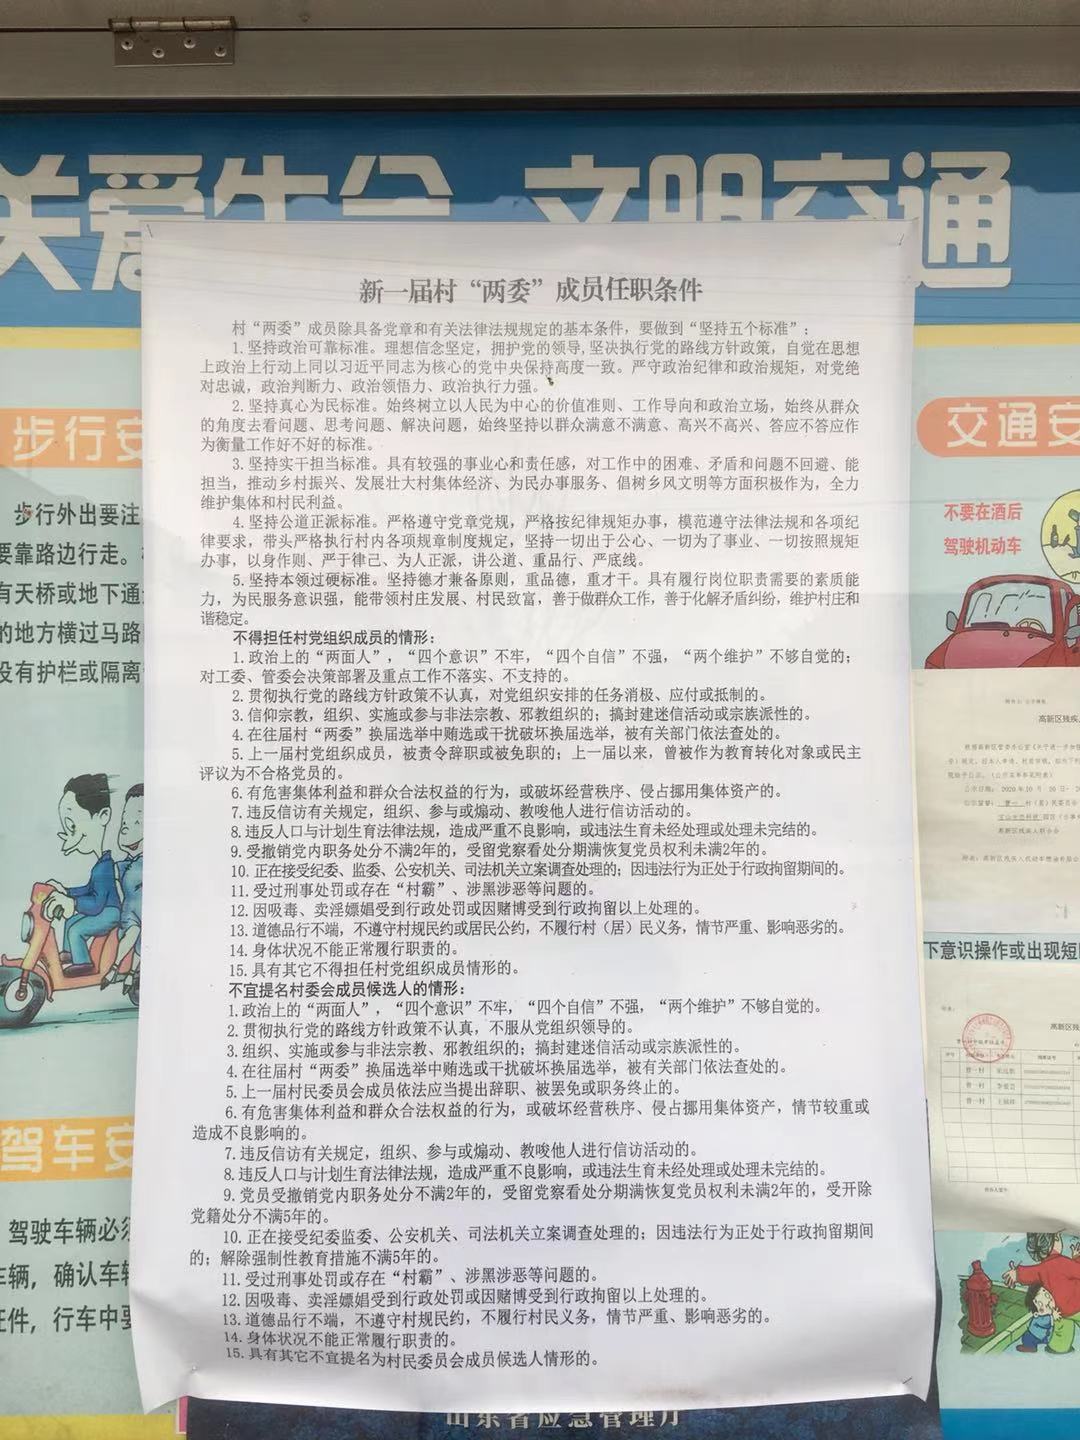 关爱生命 文明交通
新一届村“两委”成员任职条件
村“两委”成员除具备党章和有关法律法规规定的基本条件，要做到“坚持五个标准”：
1.坚持政治可靠标准。理想信念坚定，拥护党的领导,坚决执行党的路线方针政策，自觉在思想
上政治上行动上同以习近平同志为核心的党中央保持高度一致。严守政治纪律和政治规矩，对党绝
对忠诚，政治判断力、政治领悟力、政治执行力强。
2.坚持真心为民标准。始终树立以人民为中心的价值准则、工作导向和政治立场，始终从群众
的角度去看问题、思考问题、解决问题，始终坚持以群众满意不满意、高兴不高兴、答应不答应作
为衡量工作好不好的标准。
3.坚持实干担当标准。具有较强的事业心和责任感，对工作中的困难、矛盾和问题不回避、能
担当，推动乡村振兴、发展壮大村集体经济、为民办事服务、倡树乡风文明等方面积极作为，全力
维护集体和村民利益。
4.坚持公道正派标准。严格遵守党章党规，严格按纪律规矩办事，模范遵守法律法规和各项纪
律要求，带头严格执行村内各项规章制度规定，坚持一切出于公心、一切为了事业、一切按照规矩
办事，以身作则、严于律己、为人正派，讲公道、重品行、严底线。
5.坚持本领过硬标准。坚持德才兼备原则，重品德，重才干。具有履行岗位职责需要的素质能
力，为民服务意识强，能带领村庄发展、村民致富，善于做群众工作，善于化解矛盾纠纷，维护村庄和
谐稳定。
不得担任村党组织成员的情形：
1.政治上的“两面人”，“四个意识”不牢，“四个自信”不强，“两个维护”不够自觉的；
对工委、管委会决策部署及重点工作不落实、不支持的。
2.贯彻执行党的路线方针政策不认真，对党组织安排的任务消极、应付或抵制的。
3.信仰宗教，组织、实施或参与非法宗教、邪教组织的；搞封建迷信活动或宗族派性的。
4.在往届村“两委”换届选举中贿选或干扰破坏换届选举，被有关部门依法查处的。
5.上一届村党组织成员，被责令辞职或被免职的；上一届以来，曾被作为教育转化对象或民主
评议为不合格党员的。
6.有危害集体利益和群众合法权益的行为，或破坏经营秩序、侵占挪用集体资产的。
7.违反信访有关规定，组织、参与或煽动、教唆他人进行信访活动的。
8.违反人口与计划生育法律法规，造成严重不良影响，或违法生育未经处理或处理未完结的。
9.受撤销党内职务处分不满2年的，受留党察看处分期满恢复党员权利未满2年的。
10.正在接受纪委、监委、公安机关、司法机关立案调查处理的；因违法行为正处于行政拘留期间的。
11.受过刑事处罚或存在“村霸”、涉黑涉恶等问题的。
12.因吸毒、卖淫嫖娼受到行政处罚或因赌博受到行政拘留以上处理的。
13.道德品行不端，不遵守村规民约或居民公约，不履行村（居）民义务，情节严重、影响恶劣的。
14.身体状况不能正常履行职责的。
15.具有其它不得担任村党组织成员情形的。
不宜提名村委会成员候选人的情形：
1.政治上的“两面人”，“四个意识”不牢，“四个自信”不强，“两个维护”不够自觉的。
2.贯彻执行党的路线方针政策不认真，不服从党组织领导的。
3.组织、实施或参与非法宗教、邪教组织的；搞封建迷信活动或宗族派性的。
4.在往届村“两委”换届选举中贿选或干扰破坏换届选举，被有关部门依法查处的。
5.上一届村民委员会成员依法应当提出辞职、被罢免或职务终止的。
6.有危害集体利益和群众合法权益的行为，或破坏经营秩序、侵占挪用集体资产，情节较重或
造成不良影响的。
7.违反信访有关规定，组织、参与或煽动、教唆他人进行信访活动的。
8.违反人口与计划生育法律法规，造成严重不良影响，或违法生育未经处理或处理未完结的。
9.党员受撤销党内职务处分不满2年的，受留党察看处分期满恢复党员权利未满2年的，受开除
党籍处分不满5年的。
10.正在接受纪委监委、公安机关、司法机关立案调查处理的；因违法行为正处于行政拘留期间
的；解除强制性教育措施不满5年的。
11.受过刑事处罚或存在“村霸”、涉黑涉恶等问题的。
12.因吸毒、卖淫嫖娼受到行政处罚或因赌博受到行政拘留以上处理的。
13.道德品行不端，不遵守村规民约，不履行村民义务，情节严重、影响恶劣的。
14.身体状况不能正常履行职责的。
15.具有其它不宜提名为村民委员会成员候选人情形的。
步行安
步行外出要注
要靠路边行走。
有天桥或地下通
的地方横过马路
没有护栏或隔离
驾车安
驾驶车辆必须
车辆，确认车辆
证件，行车中要
交通安
不要在酒后
驾驶机动车
高新区残疾
下意识操作或出现短
高新区残
山东省应急管理厅